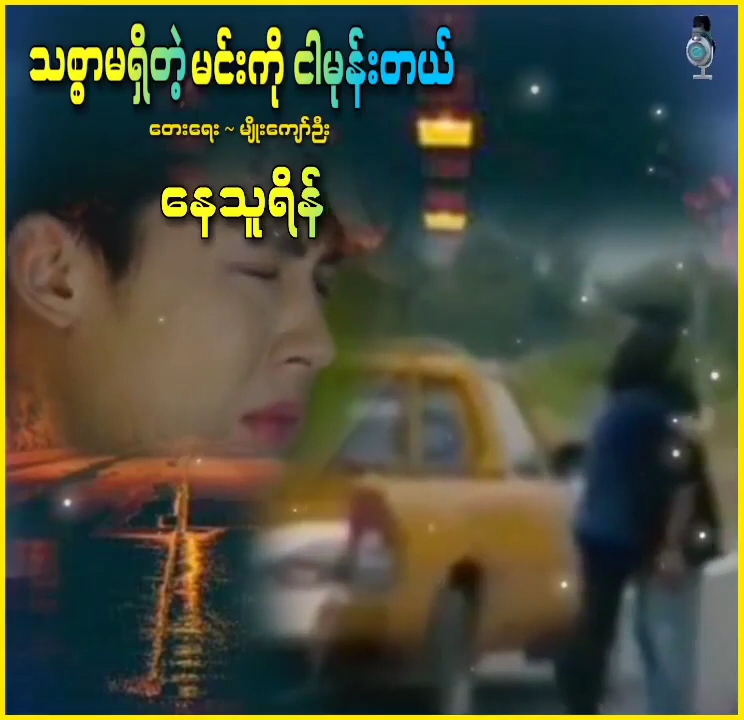 သစ္စာမရှိတဲ့ မင်းကို ငါမုန်းတယ်
တေးရေး ~ မျိုးကျော်ဦး
နေသူရိန်